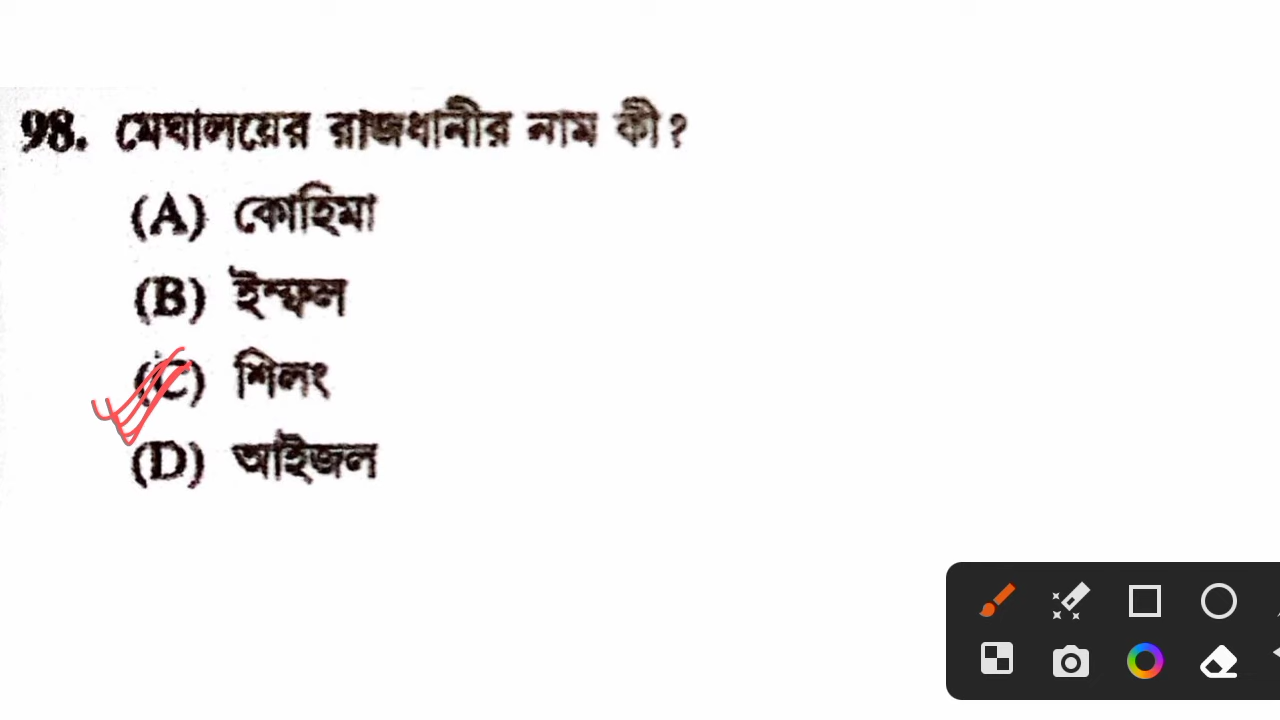 98. মেঘালয়ের রাজধানীর নাম কী?
(A) কোহিমা
(B) ইম্ফল
(C) শিলং
(D) আইজল